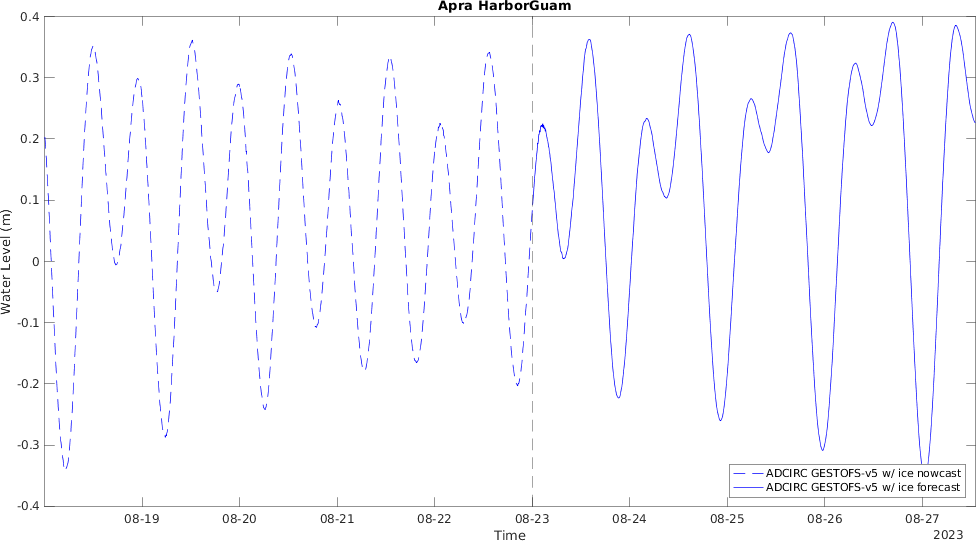 Apra HarborGuam
0.4
0.3
0.2
0.1
0
-0.1
-0.2
-0.3
-0.4
Water Level (m)
ADCIRC GESTOFS-v5 w/ ice nowcast
ADCIRC GESTOFS-v5 w/ ice forecast
08-19 08-20 08-21 08-22 08-23 08-24 08-25 08-26 08-27
Time
2023